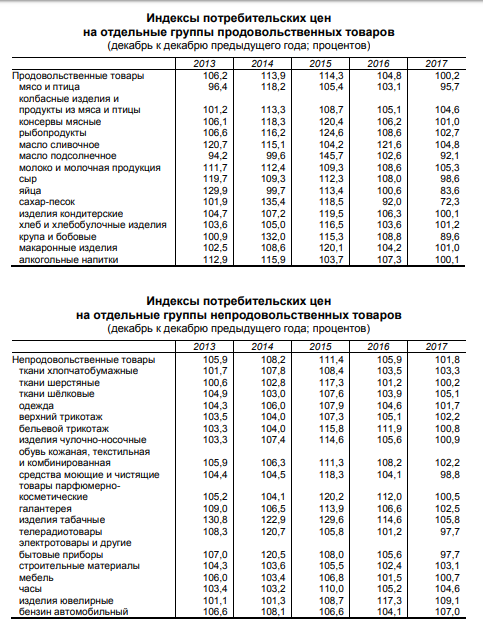 Индексы потребительских цен
на отдельные группы продовольственных товаров
(декабрь к декабрю предыдущего года; процентов)
2013 2014 2015 2016 2017
Продовольственные товары 106,2 113,9 114,3 104,8 100,2
мясо и птица 96,4 118,2 105,4 103,1 95,7
колбасные изделия и
продукты из мяса и птицы 101,2 113,3 108,7 105,1 104,6
консервы мясные 106,1 118,3 120,4 106,2 101,0
рыбопродукты 106,6 116,2 124,6 108,6 102,7
масло сливочное 120,7 115,1 104,2 121,6 104,8
масло подсолнечное 94,2 99,6 145,7 102,6 92,1
молоко и молочная продукция 111,7 112,4 109,3 108,6 105,3
сыр 119,7 109,3 112,3 108,0 98,6
яйца 129,9 99,7 113,4 100,6 83,6
сахар-песок 101,9 135,4 118,5 92,0 72,3
изделия кондитерские 104,7 107,2 119,5 106,3 100,1
хлеб и хлебобулочные изделия 103,6 105,0 116,5 103,6 101,2
крупа и бобовые 100,9 132,0 115,3 108,8 89,6
макаронные изделия 102,5 108,6 120,1 104,2 101,0
алкогольные напитки 112,9 115,9 103,7 107,3 100,1
Индексы потребительских цен
на отдельные группы непродовольственных товаров
(декабрь к декабрю предыдущего года; процентов)
2013 2014 2015 2016 2017
Непродовольственные товары 105,9 108,2 111,4 105,9 101,8
ткани хлопчатобумажные 101,7 107,8 108,4 103,5 103,3
ткани шерстяные 100,6 102,8 117,3 101,2 100,2
ткани шёлковые 104,9 103,0 107,6 103,9 105,1
одежда 104,3 106,0 107,9 104,6 101,7
верхний трикотаж 103,5 104,0 107,3 105,1 102,2
бельевой трикотаж 103,3 104,0 115,8 111,9 100,8
изделия чулочно-носочные 103,3 107,4 114,6 105,6 100,9
обувь кожаная, текстильная
и комбинированная 105,9 106,3 111,3 108,2 102,2
средства моющие и чистящие 104,4 104,5 118,3 104,1 98,8
товары парфюмерно-
косметические 105,2 104,1 120,2 112,0 100,5
галантерея 109,0 106,5 113,9 106,6 102,5
изделия табачные 130,8 122,9 129,6 114,6 105,8
телерадиотовары 108,3 120,7 105,8 101,2 97,7
электротовары и другие
бытовые приборы 107,0 120,5 108,0 105,6 97,7
строительные материалы 104,3 103,6 105,5 102,4 103,1
мебель 106,0 103,4 106,8 101,5 100,7
часы 103,4 103,2 110,0 105,2 104,6
изделия ювелирные 101,1 101,3 108,7 117,3 109,1
бензин автомобильный 106,6 108,1 106,6 104,1 107,0